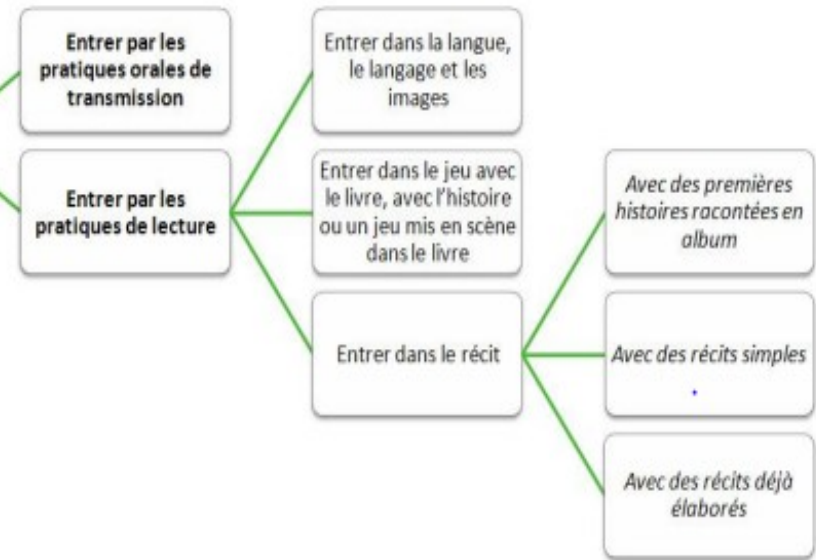 Entrer par les
pratiques orales de
transmission
Entrer par les
pratiques de lecture
Entrer dans la langue,
le langage et les
images
Entrer dans le jeu avec
le livre, avec l'histoire
ou un jeu mis en scène
dans le livre
Entrer dans le récit
Avec des premières
histoires racontées en
album
Avec des récits simples
Avec des récits déjà
élaborés